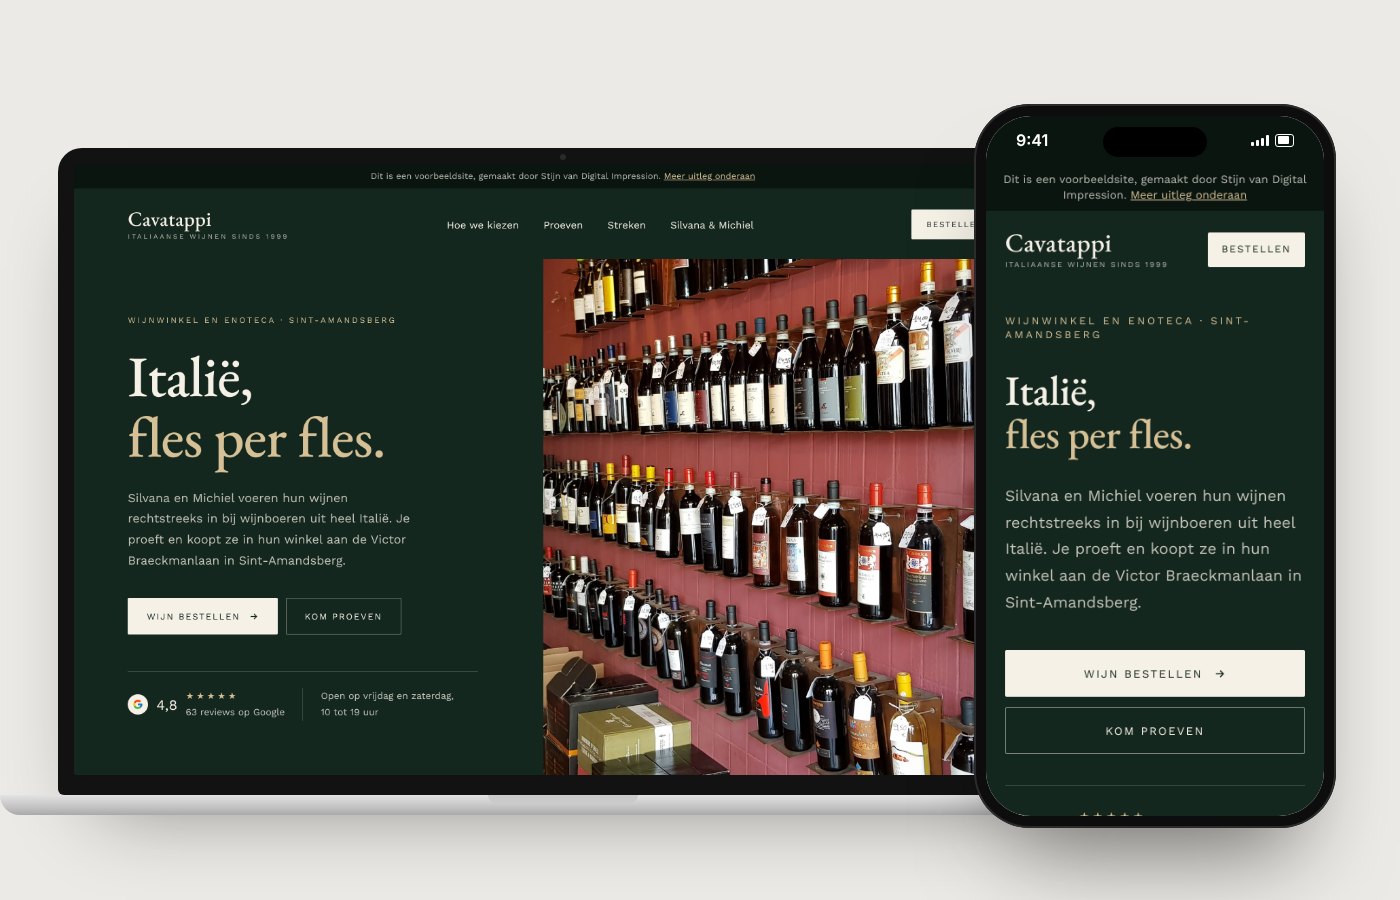 Dit is een voorbeeldsite, gemaakt door Stijn van Digital Impression. Meer uitleg onderaan
Cavatappi
ITALIAANSE WIJNEN SINDS 1999
Hoe we kiezen
Proeven
Streken
Silvana & Michiel
WIJNWINKEL EN ENOTECA · SINT-AMANDSBERG
Italië,
fles per fles.
Silvana en Michiel voeren hun wijnen
rechtstreeks in bij wijnboeren uit heel Italië. Je
proeft en koopt ze in hun winkel aan de Victor
Braeckmanlaan in Sint-Amandsberg.
WIJN BESTELLEN →
KOM PROEVEN
4,8
★★★★★
63 reviews op Google
Open op vrijdag en zaterdag,
10 tot 19 uur
9:41
Dit is een voorbeeldsite, gemaakt door Stijn van Digital
Impression. Meer uitleg onderaan
Cavatappi
ITALIAANSE WIJNEN SINDS 1999
BESTELLEN
WIJNWINKEL EN ENOTECA · SINT-
AMANDSBERG
Italië,
fles per fles.
Silvana en Michiel voeren hun wijnen
rechtstreeks in bij wijnboeren uit heel
Italië. Je proeft en koopt ze in hun
winkel aan de Victor Braeckmanlaan in
Sint-Amandsberg.
WIJN BESTELLEN →
KOM PROEVEN